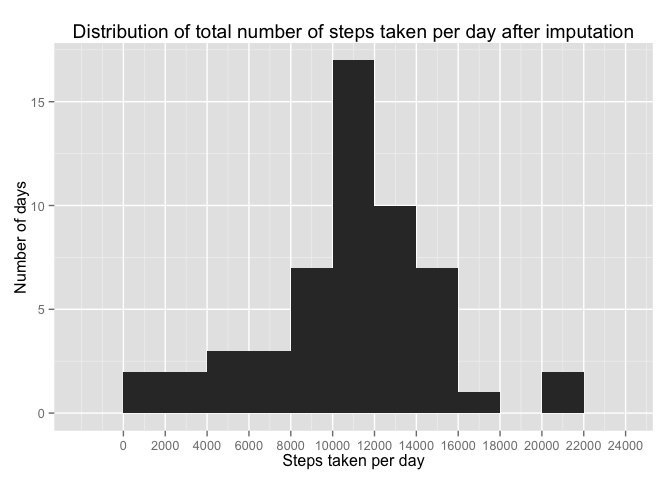 Distribution of total number of steps taken per day after imputation
Number of days
15
10
5
0
0 2000 4000 6000 8000 10000 12000 14000 16000 18000 20000 22000 24000
Steps taken per day